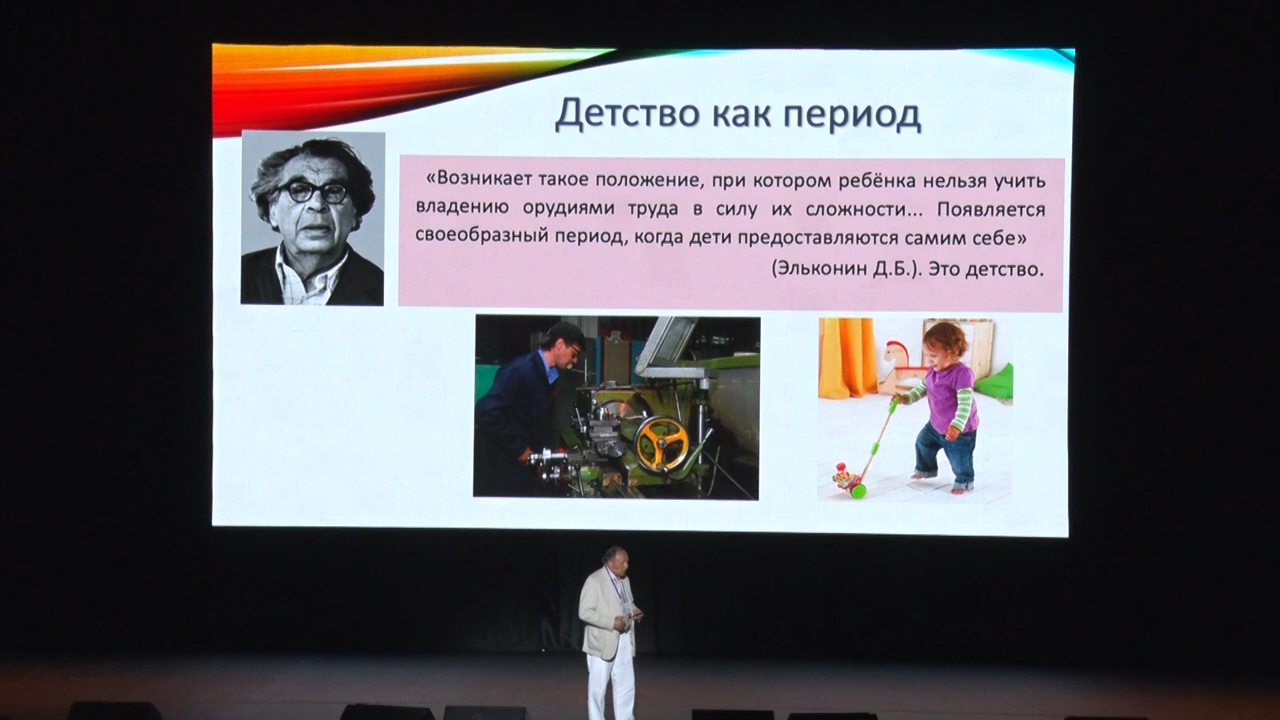 Детство как период
«Возникает такое положение, при котором ребёнка нельзя учить
владению орудиями труда в силу их сложности... Появляется
своеобразный период, когда дети предоставляются самим себе»
(Эльконин Д.Б.). Это детство.